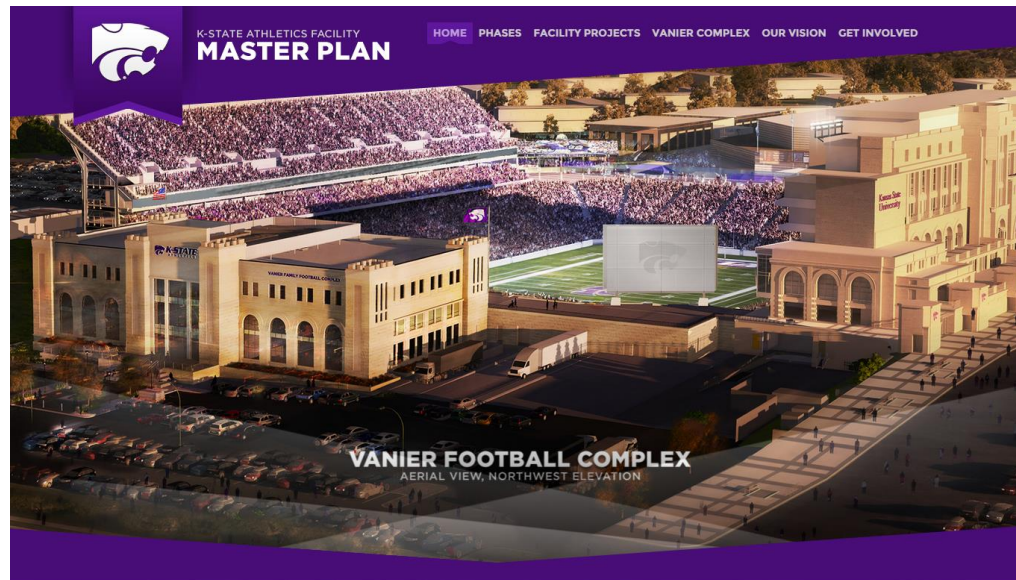 K-STATE ATHLETICS FACILITY
MASTER PLAN
HOME PHASES FACILITY PROJECTS VANIER COMPLEX OUR VISION GET INVOLVED
Kansas State
University
K-STATE
VANIER FAMILY FOOTBALL COMPLEX
VANIER FOOTBALL COMPLEX
AERIAL VIEW, NORTHWEST ELEVATION